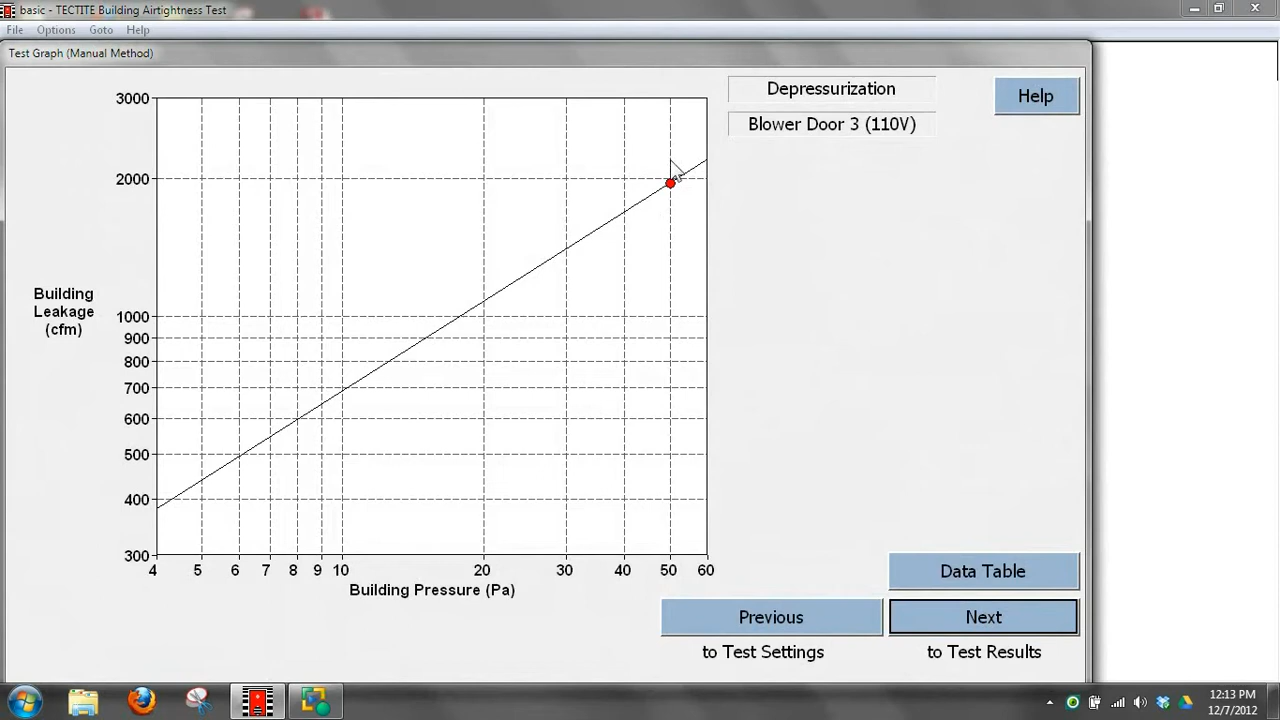 basic - TECTITE Building Airtightness Test
File Options Goto Help
Test Graph (Manual Method)
Depressurization
Help
Blower Door 3 (110V)
3000
2000
1000
900
800
700
600
500
400
300
Building
Leakage
(cfm)
4 5 6 7 8 9 10 20 30 40 50 60
Building Pressure (Pa)
Data Table
Previous
Next
to Test Settings
to Test Results
12:13 PM
12/7/2012